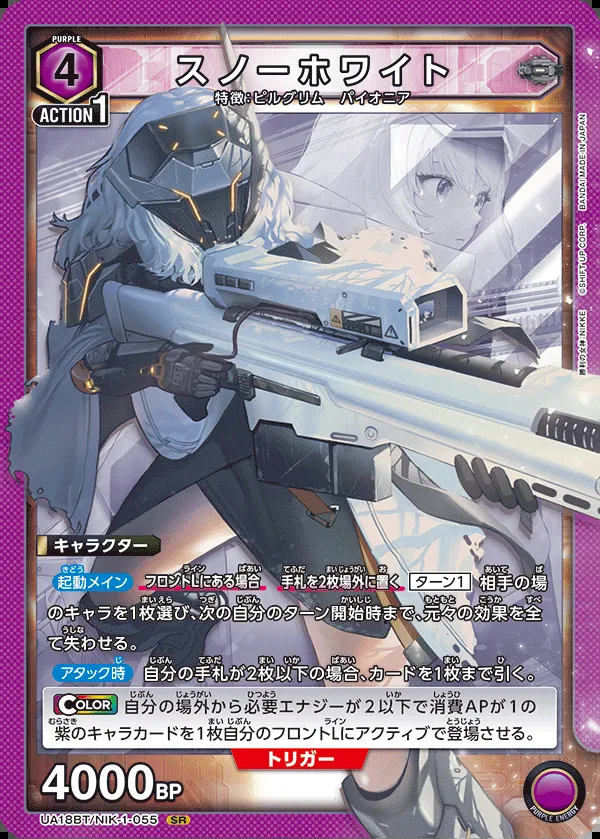 PURPLE
4
ACTION 1
スノーホワイト
特徴:ピルグリム パイオニア
勝利の女神:NIKKE ©SHIFT UP CORP. BANDAI MADE IN JAPAN
キャラクター
起動メイン フロントLにある場合 手札を2枚場外に置く ターン1 相手の場
のキャラを1枚選び、次の自分のターン開始時まで、元々の効果を全
て失わせる。
アタック時 自分の手札が2枚以下の場合、カードを1枚まで引く。
COLOR 自分の場外から必要エナジーが2以下で消費APが1の
紫のキャラカードを1枚自分のフロントLにアクティブで登場させる。
トリガー
4000BP
PURPLE ENERGY
UA18BT/NIK-1-055 SR